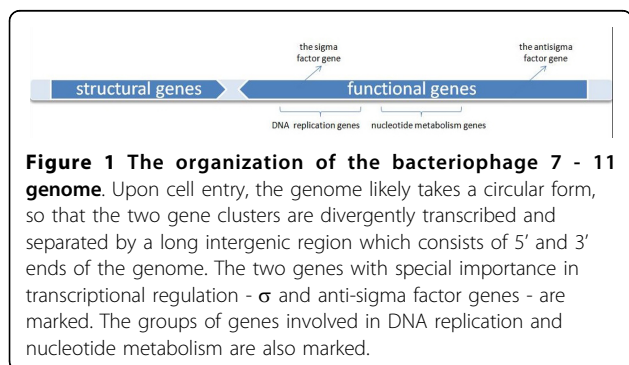 the sigma
factor gene
the antisigma
factor gene
structural genes
functional genes
DNA replication genes
nucleotide metabolism genes
Figure 1 The organization of the bacteriophage 7 - 11
genome. Upon cell entry, the genome likely takes a circular form,
so that the two gene clusters are divergently transcribed and
separated by a long intergenic region which consists of 5’ and 3’
ends of the genome. The two genes with special importance in
transcriptional regulation - σ and anti-sigma factor genes - are
marked. The groups of genes involved in DNA replication and
nucleotide metabolism are also marked.